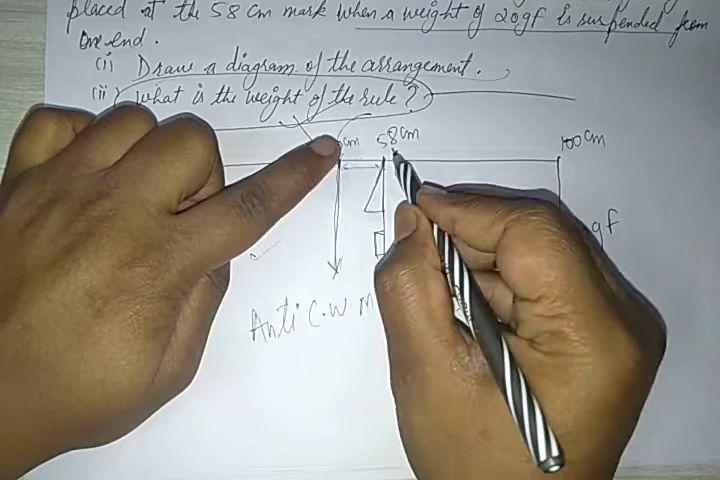 placed at the 58 cm mark when a weight of 20gf is suspended from
one end.
(i) Draw a diagram of the arrangement.
(ii) What is the weight of the rule?
cm 58cm 100cm
gf
Anti C.W M